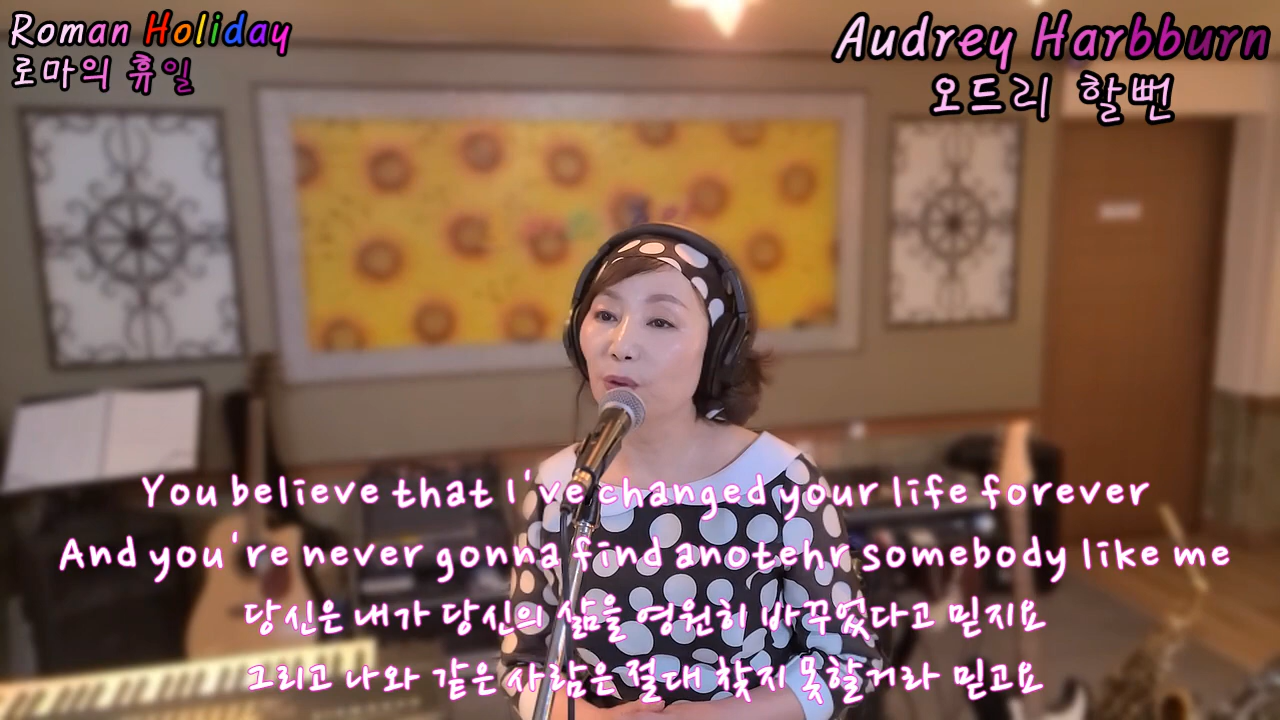 Roman Holiday
로마의 휴일
Audrey Harbburn
오드리 할뻔
You believe that I've changed your life forever
And you're never gonna find anotehr somebody like me
당신은 내가 당신의 삶을 영원히 바꾸었다고 믿지요
그리고 나와 같은 사람은 절대 찾지 못할거라 믿고요